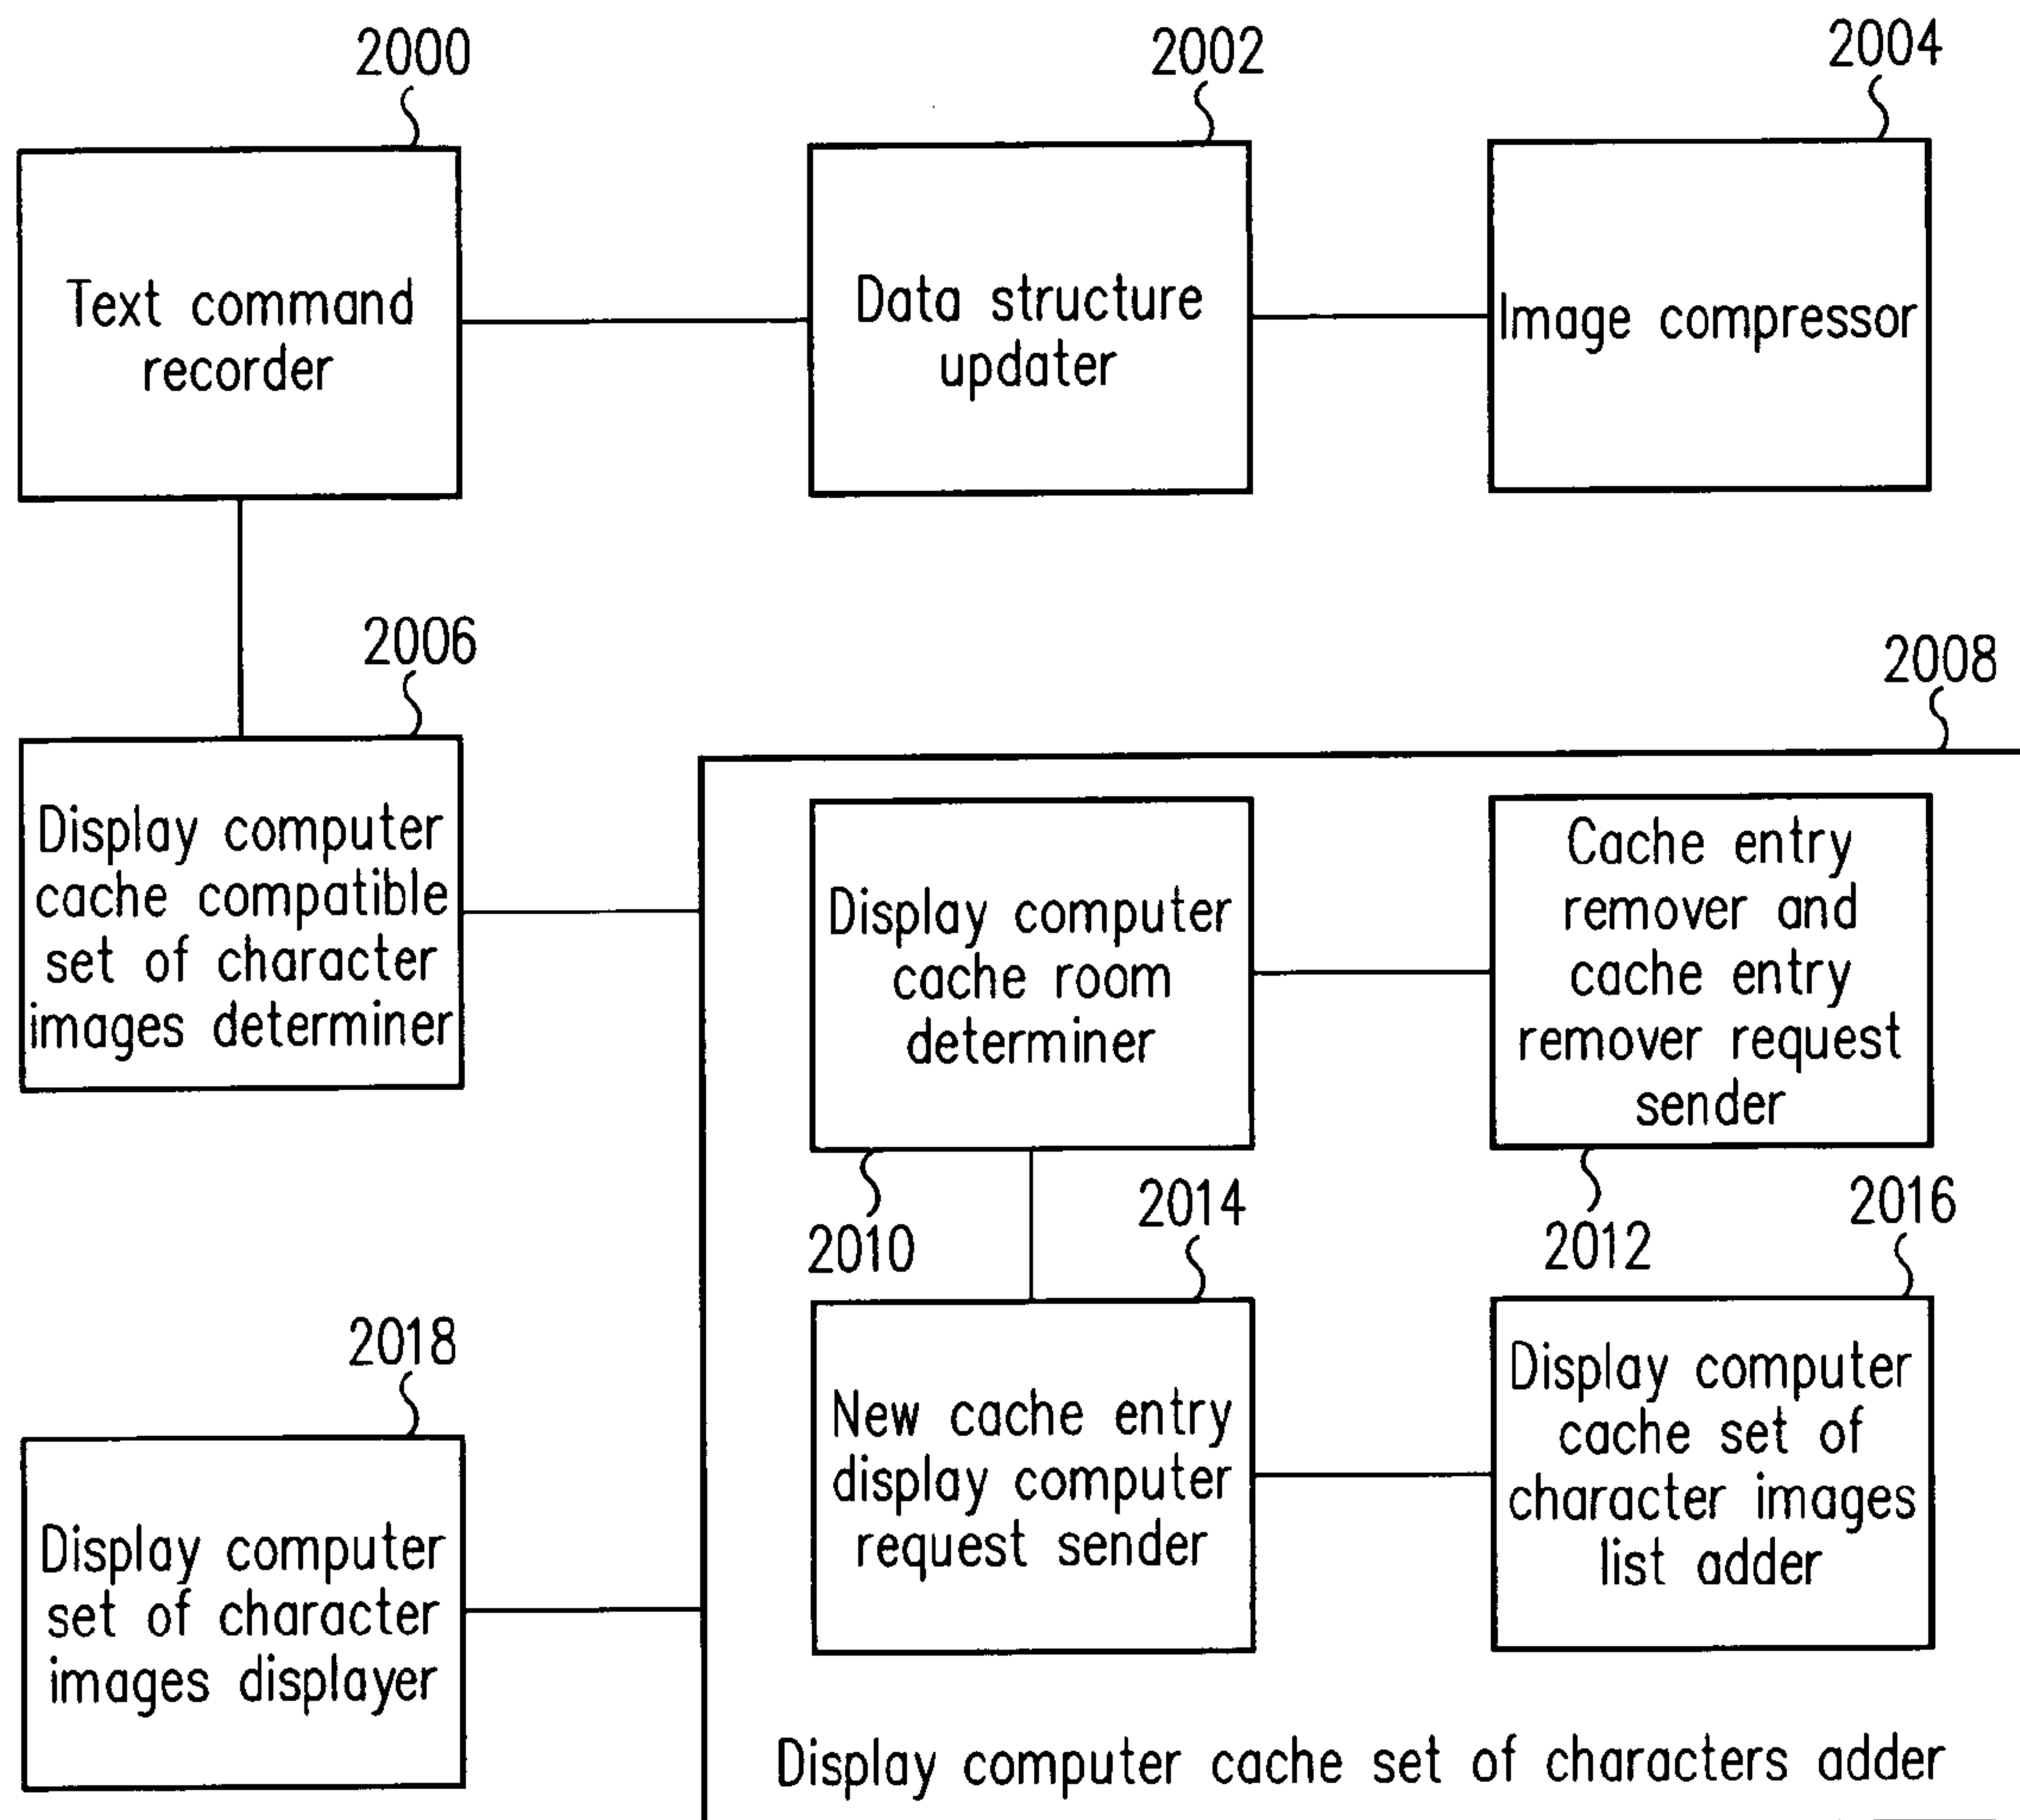 2000
2002
2004
Text command
recorder
Data structure
updater
Image compressor
2006
2008
Display computer
cache compatible
set of character
images determiner
Display computer
cache room
determiner
Cache entry
remover and
cache entry
remover request
sender
2010
2012
2014
2016
2018
New cache entry
display computer
request sender
Display computer
cache set of
character images
list adder
Display computer
set of character
images displayer
Display computer cache set of characters adder